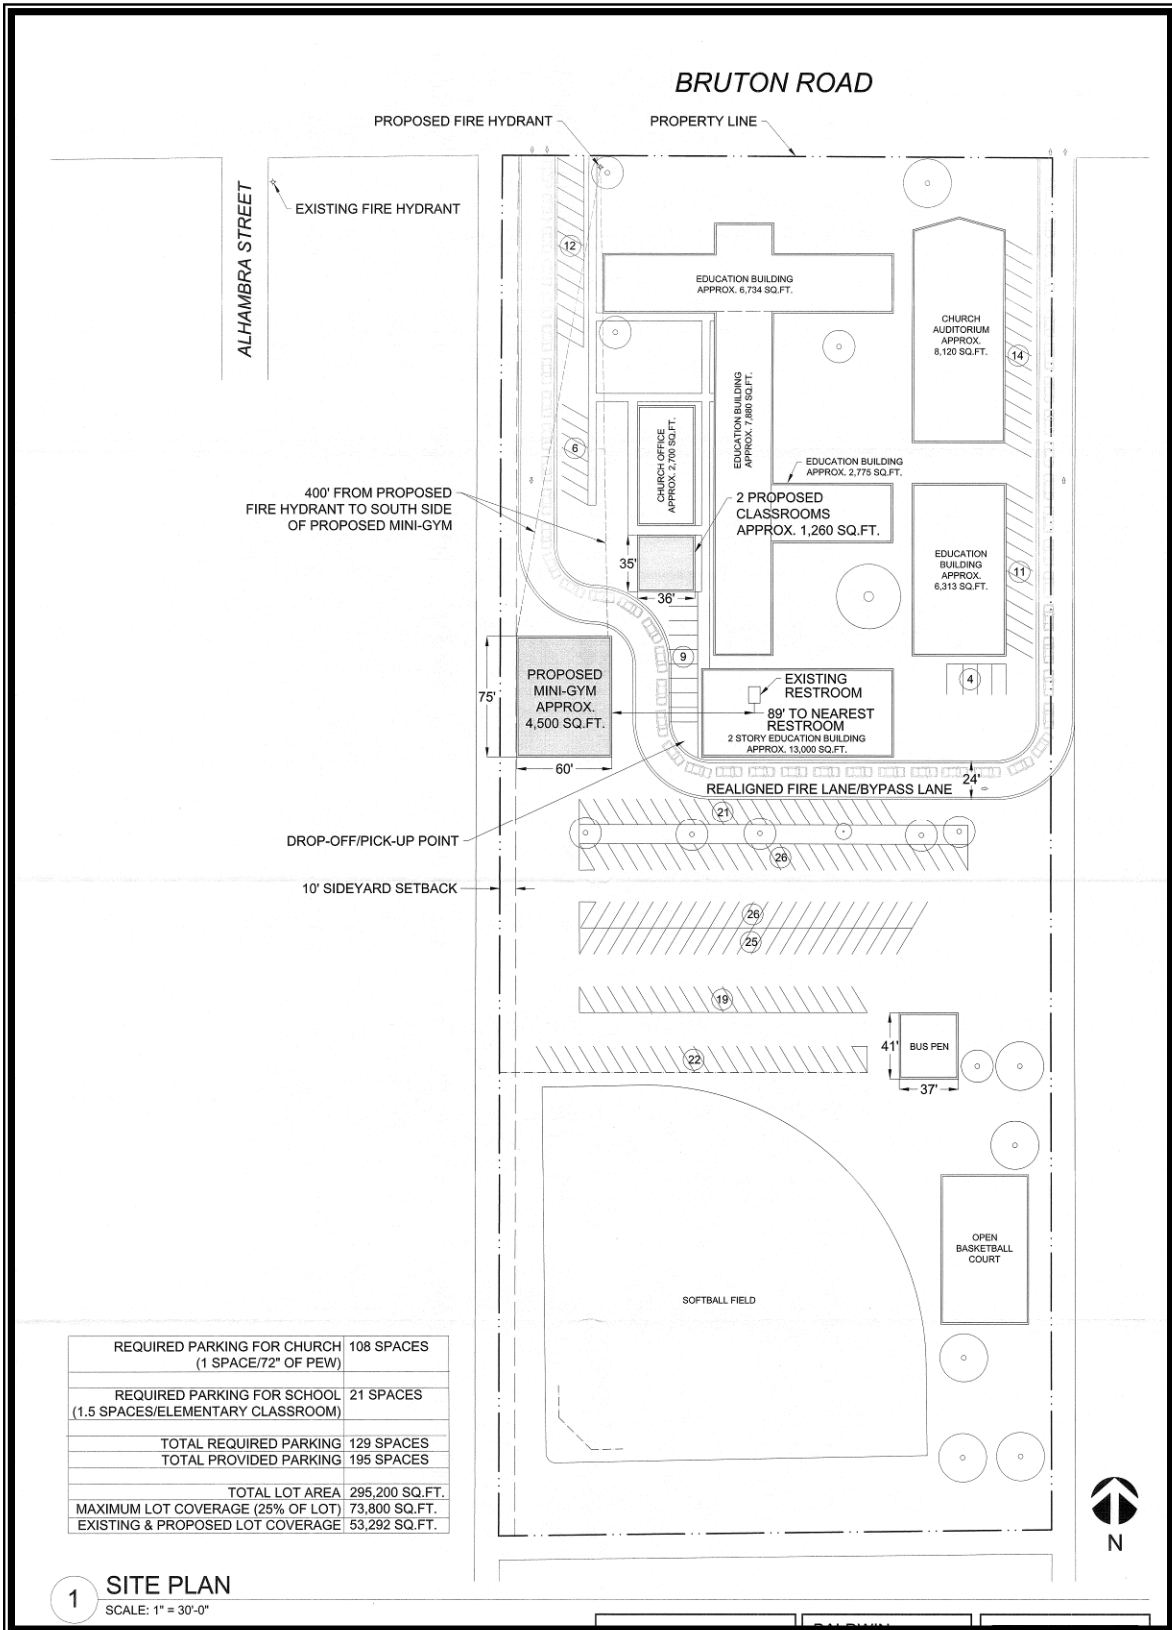 BRUTON ROAD
PROPOSED FIRE HYDRANT
PROPERTY LINE
ALHAMBRA STREET
EXISTING FIRE HYDRANT
12
EDUCATION BUILDING
APPROX. 6,734 SQ.FT.
CHURCH
AUDITORIUM
APPROX.
8,120 SQ.FT.
14
EDUCATION BUILDING
APPROX. 7,880 SQ.FT.
CHURCH OFFICE
APPROX. 2,700 SQ.FT.
6
EDUCATION BUILDING
APPROX. 2,775 SQ.FT.
400' FROM PROPOSED
FIRE HYDRANT TO SOUTH SIDE
OF PROPOSED MINI-GYM
2 PROPOSED
CLASSROOMS
APPROX. 1,260 SQ.FT.
35'
36'
EDUCATION
BUILDING
APPROX.
6,313 SQ.FT.
11
9
4
PROPOSED
MINI-GYM
APPROX.
4,500 SQ.FT.
75'
60'
EXISTING
RESTROOM
89' TO NEAREST
RESTROOM
2 STORY EDUCATION BUILDING
APPROX. 13,000 SQ.FT.
24'
REALIGNED FIRE LANE/BYPASS LANE
DROP-OFF/PICK-UP POINT
21
26
10' SIDEYARD SETBACK
26
25
19
22
41'
BUS PEN
37'
OPEN
BASKETBALL
COURT
SOFTBALL FIELD
REQUIRED PARKING FOR CHURCH 108 SPACES
(1 SPACE/72" OF PEW)
REQUIRED PARKING FOR SCHOOL 21 SPACES
(1.5 SPACES/ELEMENTARY CLASSROOM)
TOTAL REQUIRED PARKING 129 SPACES
TOTAL PROVIDED PARKING 195 SPACES
TOTAL LOT AREA 295,200 SQ.FT.
MAXIMUM LOT COVERAGE (25% OF LOT) 73,800 SQ.FT.
EXISTING & PROPOSED LOT COVERAGE 53,292 SQ.FT.
N
1 SITE PLAN
SCALE: 1" = 30'-0"